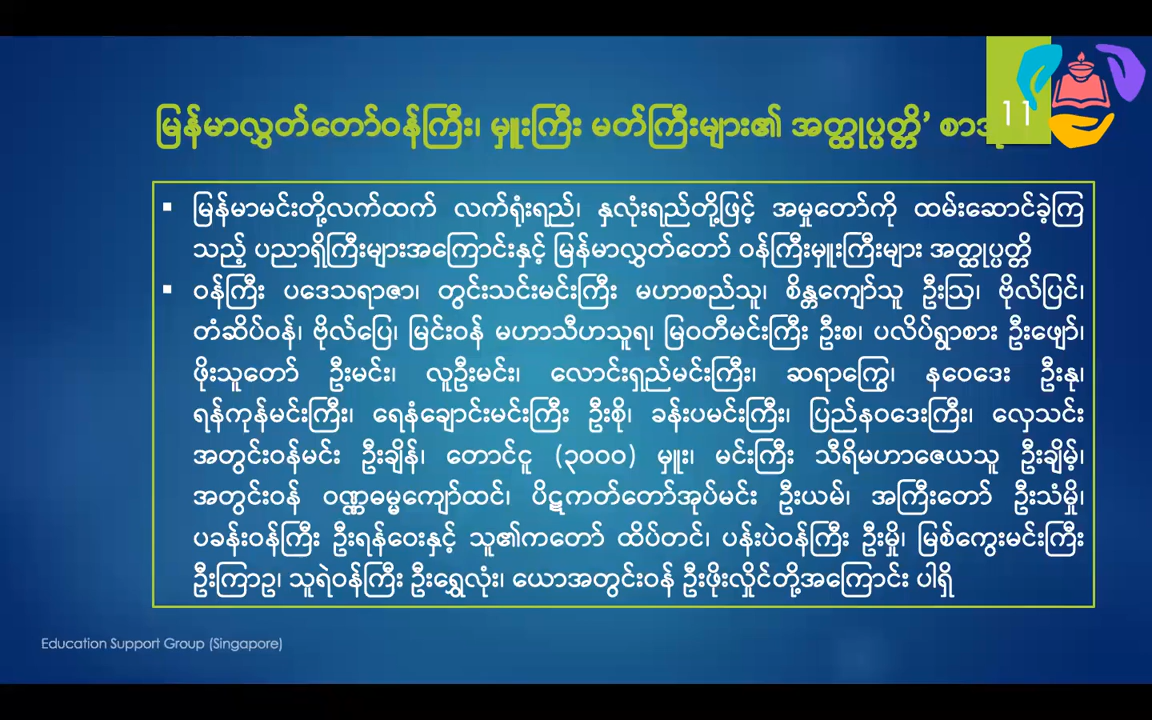 11
မြန်မာလွှတ်တော်ဝန်ကြီး၊ မှူးကြီး မတ်ကြီးများ၏ အတ္ထုပ္ပတ္တိ’
▪ မြန်မာမင်းတို့လက်ထက် လက်ရုံးရည်၊ နှလုံးရည်တို့ဖြင့် အမှုတော်ကို ထမ်းဆောင်ခဲ့ကြ
သည့် ပညာရှိကြီးများအကြောင်းနှင့် မြန်မာလွှတ်တော် ဝန်ကြီးမှူးကြီးများ အတ္ထုပ္ပတ္တိ
▪ ဝန်ကြီး ပဒေသရာဇာ၊ တွင်းသင်းမင်းကြီး မဟာစည်သူ၊ စိန္တကျော်သူ ဦးဩ၊ ဗိုလ်ပြင်၊
တံဆိပ်ဝန်၊ ဗိုလ်ပြေ၊ မြင်းဝန် မဟာသီဟသူရ၊ မြဝတီမင်းကြီး ဦးစ၊ ပလိပ်ရွာစား ဦးဖျော်၊
ဖိုးသူတော် ဦးမင်း၊ လူဦးမင်း၊ လောင်းရှည်မင်းကြီး၊ ဆရာကြွေ၊ နဝေဒေး ဦးနု၊
ရန်ကုန်မင်းကြီး၊ ရေနံချောင်းမင်းကြီး ဦးစို၊ ခန်းပမင်းကြီး၊ ပြည်နဝဒေးကြီး၊ လှေသင်း
အတွင်းဝန်မင်း ဦးချိန်၊ တောင်ငူ (၃၀၀၀) မှူး၊ မင်းကြီး သီရိမဟာဇေယသူ ဦးချိမ့်၊
အတွင်းဝန် ဝဏ္ဏဓမ္မကျော်ထင်၊ ပိဋကတ်တော်အုပ်မင်း ဦးယမ်၊ အကြီးတော် ဦးသံမှို၊
ပခန်းဝန်ကြီး ဦးရန်ဝေးနှင့် သူ၏ကတော် ထိပ်တင်၊ ပန်းပဲဝန်ကြီး ဦးမှို၊ မြစ်ကွေးမင်းကြီး
ဦးကြာဥ၊ သူရဲဝန်ကြီး ဦးရွှေလုံး၊ ယောအတွင်းဝန် ဦးဖိုးလှိုင်တို့အကြောင်း ပါရှိ
Education Support Group (Singapore)